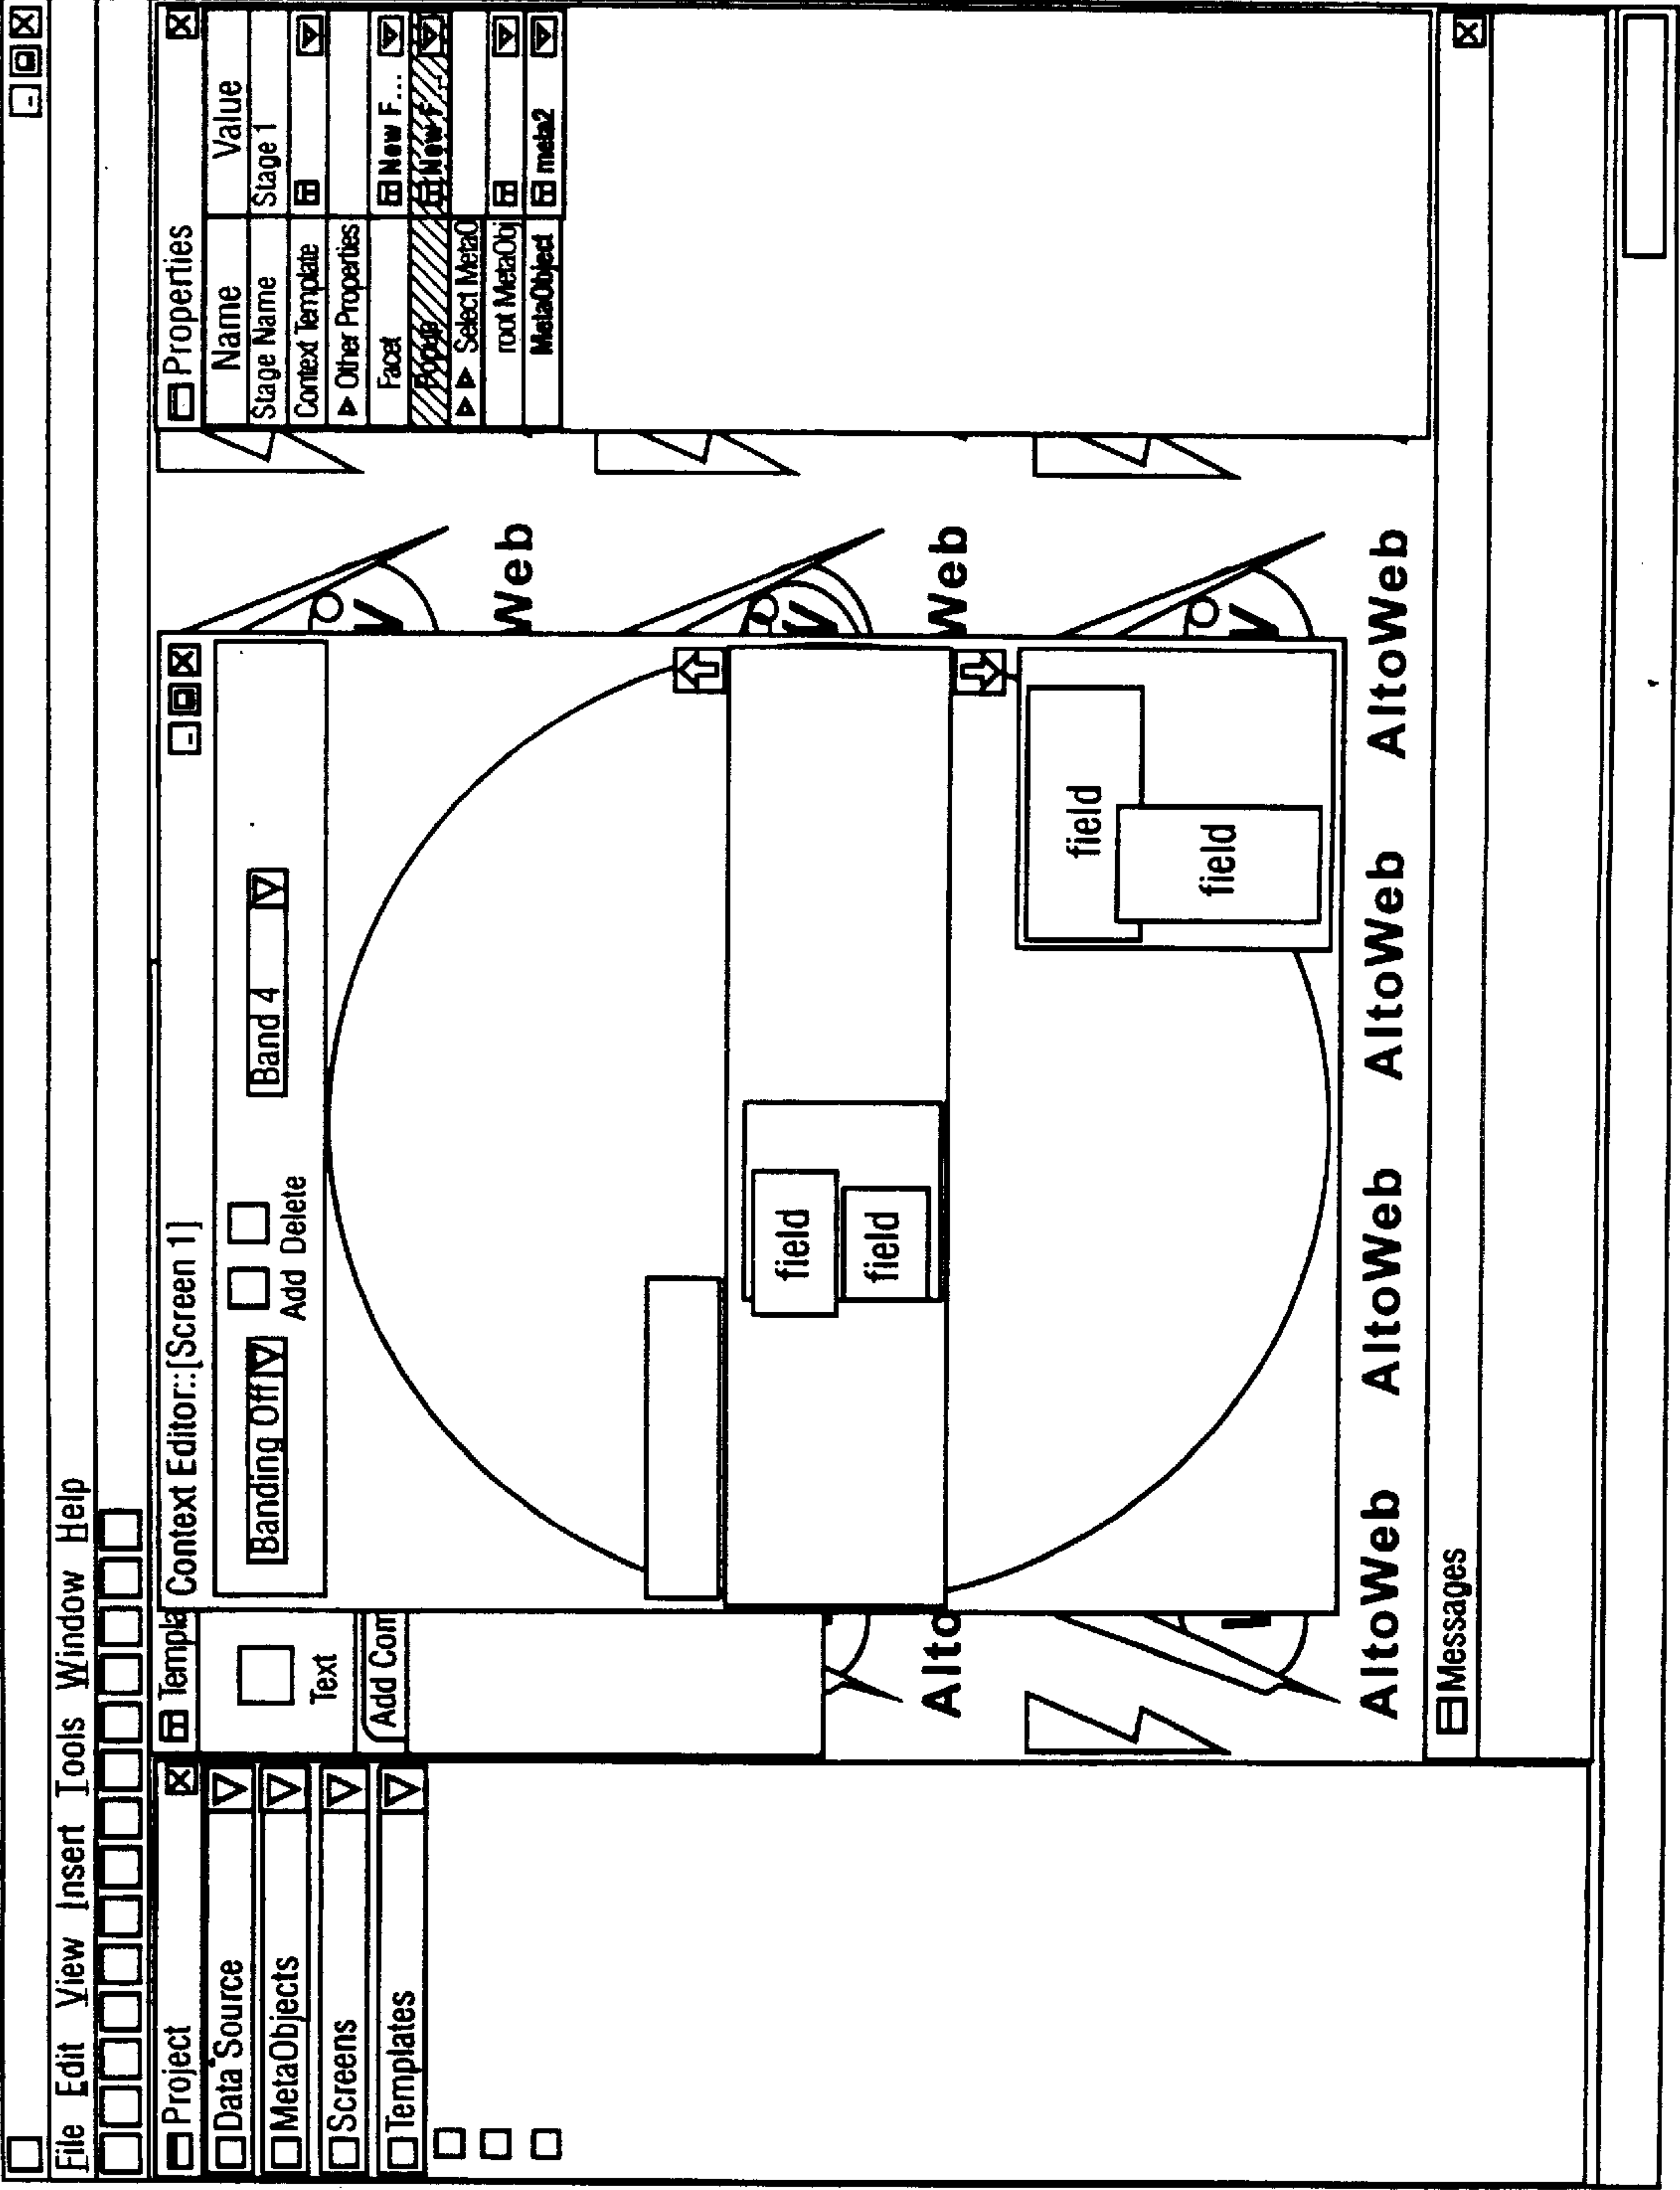 File Edit View Insert Tools Window Help
Project
Data Source
MetaObjects
Screens
Templates
Templa
Text
Add Com
Context Editor::[Screen 1]
Banding Off
Add Delete
Band 4
field
field
field
field
Properties
Name Value
Stage Name Stage 1
Context Template
Other Properties
Facet New F...
Popup New F...
Select MetaO
root MetaObj
MetaObject meta2
Web
Web
Alto
AltoWeb AltoWeb AltoWeb AltoWeb
Messages